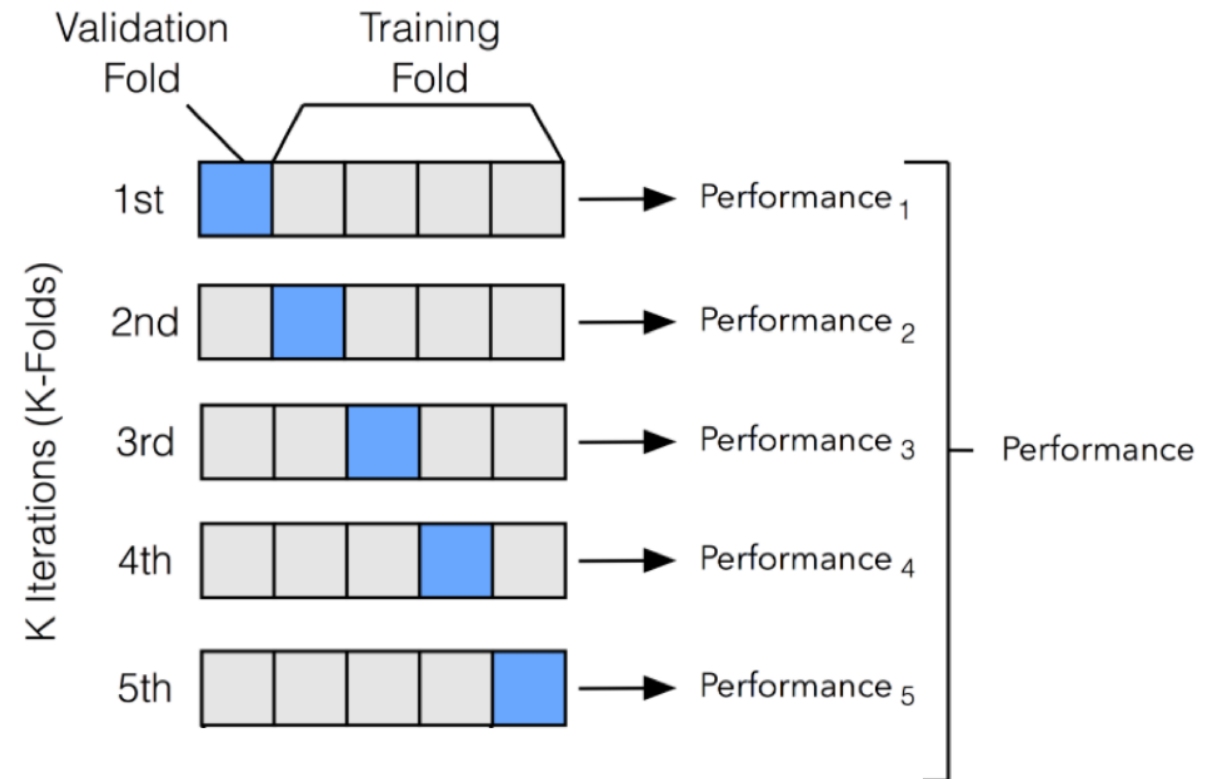 Validation
Fold
Training
Fold
K Iterions (K-Folds)
1st
Performance 1
2nd
Performance 2
3rd
Performance 3
4th
Performance 4
5th
Performance 5
Performance